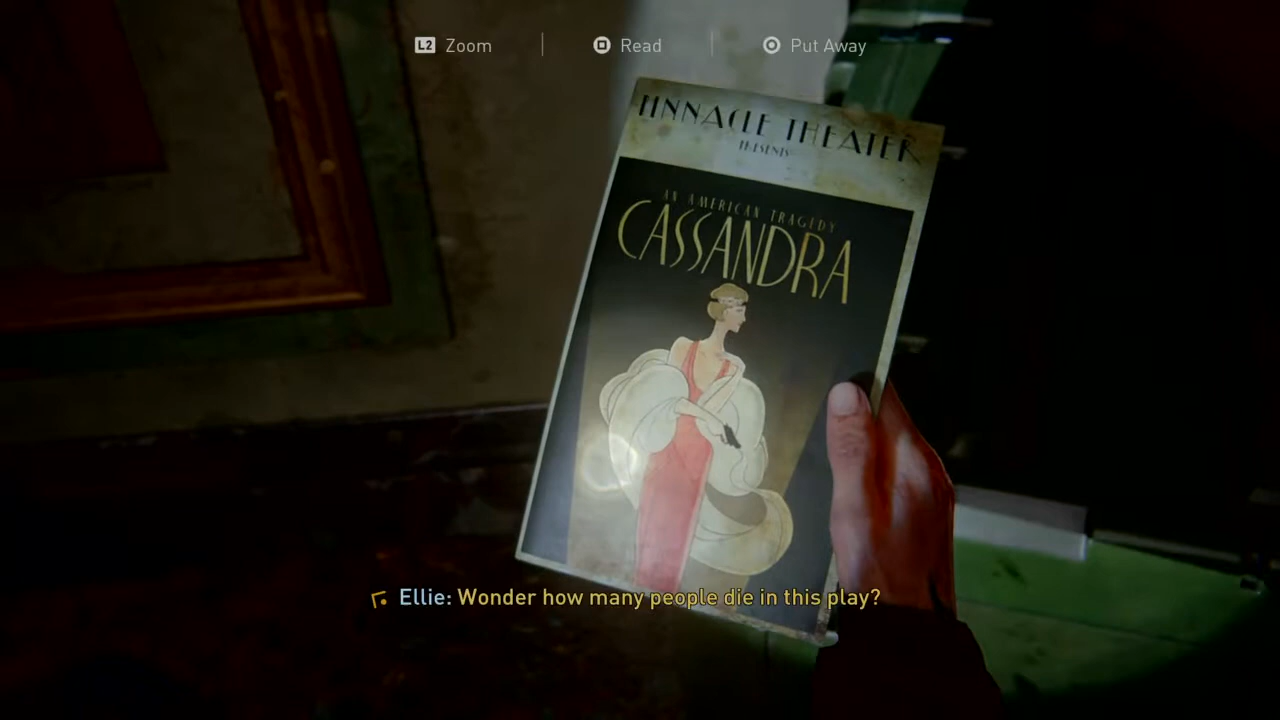 L2 Zoom | Read | Put Away
PINNACLE THEATER
PRESENTS
AN AMERICAN TRAGEDY
CASSANDRA
Ellie: Wonder how many people die in this play?